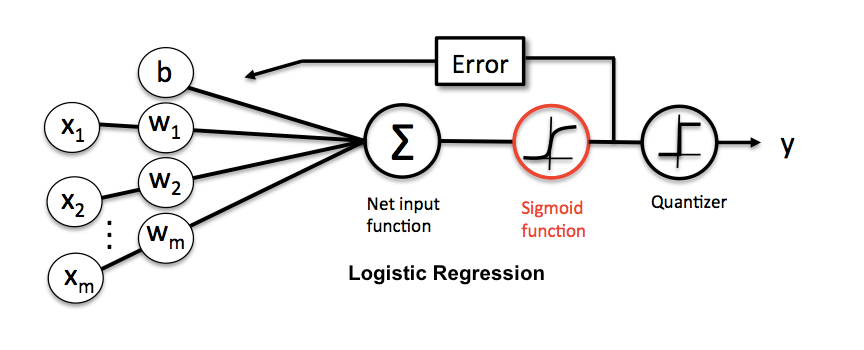 Error
b
x1
w1
Σ
y
w2
x2
Net input
function
Sigmoid
function
Quantizer
⋮
wm
xm
Logistic Regression